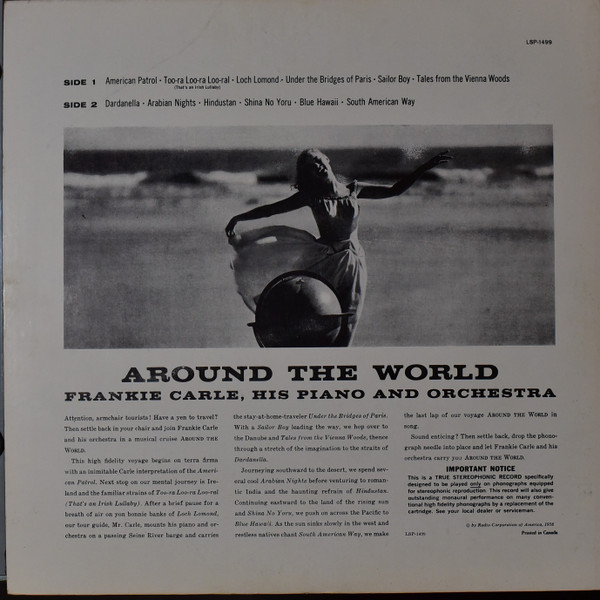 LSP-1499
SIDE 1 American Patrol • Too-ra Loo-ra Loo-ral • Loch Lomond • Under the Bridges of Paris • Sailor Boy • Tales from the Vienna Woods
(That's an Irish Lullaby)
SIDE 2 Dardanella • Arabian Nights • Hindustan • Shina No Yoru • Blue Hawaii • South American Way
AROUND THE WORLD
FRANKIE CARLE, HIS PIANO AND ORCHESTRA
Attention, armchair tourists! Have a yen to travel?
Then settle back in your chair and join Frankie Carle
and his orchestra in a musical cruise AROUND THE
WORLD.
This high fidelity voyage begins on terra firma
with an inimitable Carle interpretation of the Ameri-
can Patrol. Next stop on our mental journey is Ire-
land and the familiar strains of Too-ra Loo-ra Loo-ral
(That's an Irish Lullaby). After a brief pause for a
breath of air on you bonnie banks of Loch Lomond,
our tour guide, Mr. Carle, mounts his piano and or-
chestra on a passing Seine River barge and carries
the stay-at-home-traveler Under the Bridges of Paris.
With a Sailor Boy leading the way, we hop over to
the Danube and Tales from the Vienna Woods, thence
through a stretch of the imagination to the straits of
Dardanella.
Journeying southward to the desert, we spend sev-
eral cool Arabian Nights before venturing to roman-
tic India and the haunting refrain of Hindustan.
Continuing eastward to the land of the rising sun
and Shina No Yoru, we push on across the Pacific to
Blue Hawaii. As the sun sinks slowly in the west and
restless natives chant South American Way, we make
the last lap of our voyage AROUND THE WORLD in
song.
Sound enticing? Then settle back, drop the phono-
graph needle into place and let Frankie Carle and his
orchestra carry you AROUND THE WORLD.
IMPORTANT NOTICE
This is a TRUE STEREOPHONIC RECORD specifically
designed to be played only on phonographs equipped
for stereophonic reproduction. This record will also give
outstanding monaural performance on many conven-
tional high fidelity phonographs by a replacement of the
cartridge. See your local dealer or serviceman.
© by Radio Corporation of America, 1958
LSP-1499 Printed in Canada